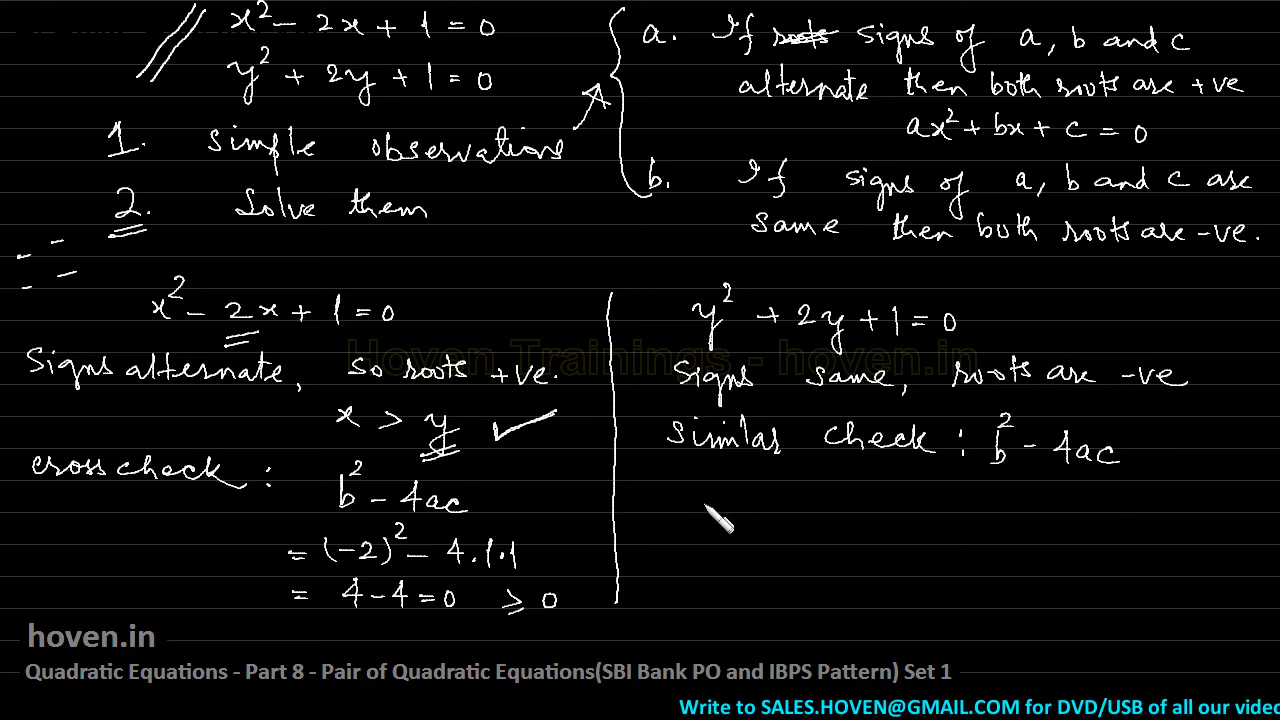 x² - 2x + 1 = 0
y² + 2y + 1 = 0
1. Simple observations
2. Solve them
a. If roots signs of a, b and c
alternate then both roots are +ve
ax² + bx + c = 0
b. If signs of a, b and c are
same then both roots are -ve.
x² - 2x + 1 = 0
Signs alternate, so roots +ve.
x > y ✓
cross check :
b² - 4ac
= (-2)² - 4.1.1
= 4 - 4 = 0 ≥ 0
y² + 2y + 1 = 0
Signs same, roots are -ve
Similar check : b² - 4ac
Hoven Trainings - hoven.in
hoven.in
Quadratic Equations - Part 8 - Pair of Quadratic Equations(SBI Bank PO and IBPS Pattern) Set 1
Write to SALES.HOVEN@GMAIL.COM for DVD/USB of all our video